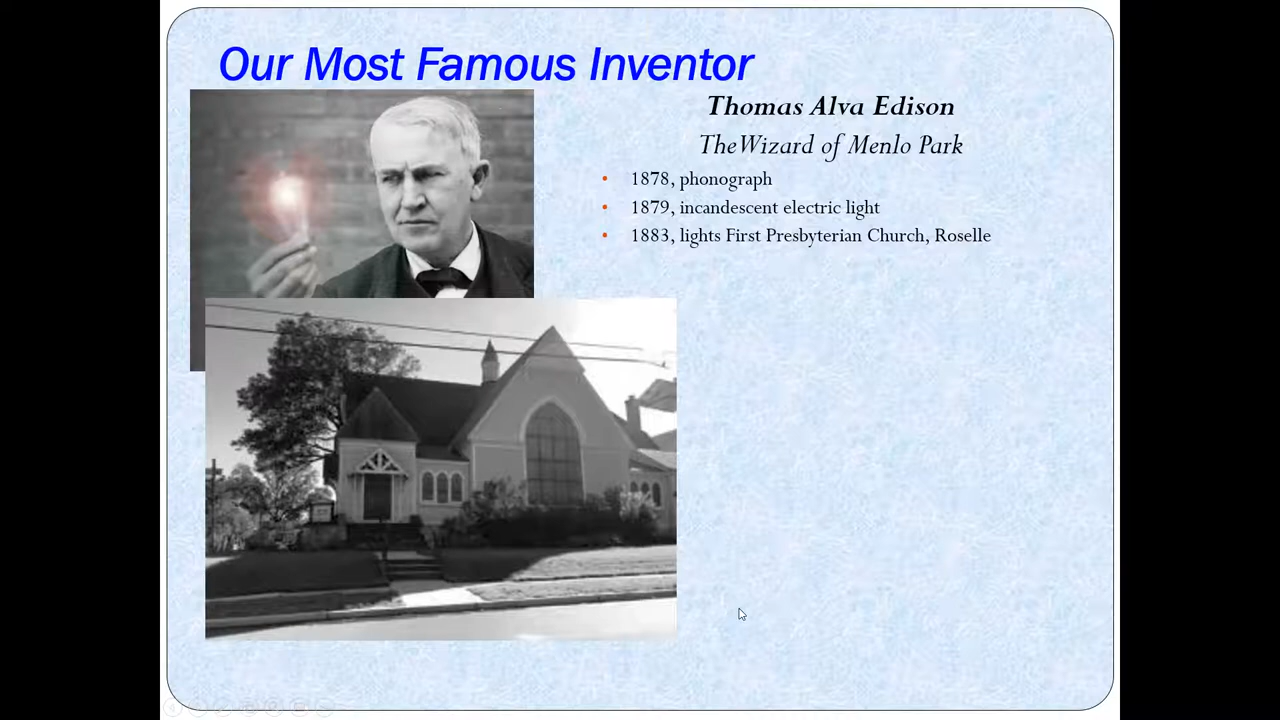 Our Most Famous Inventor
Thomas Alva Edison
The Wizard of Menlo Park
• 1878, phonograph
• 1879, incandescent electric light
• 1883, lights First Presbyterian Church, Roselle